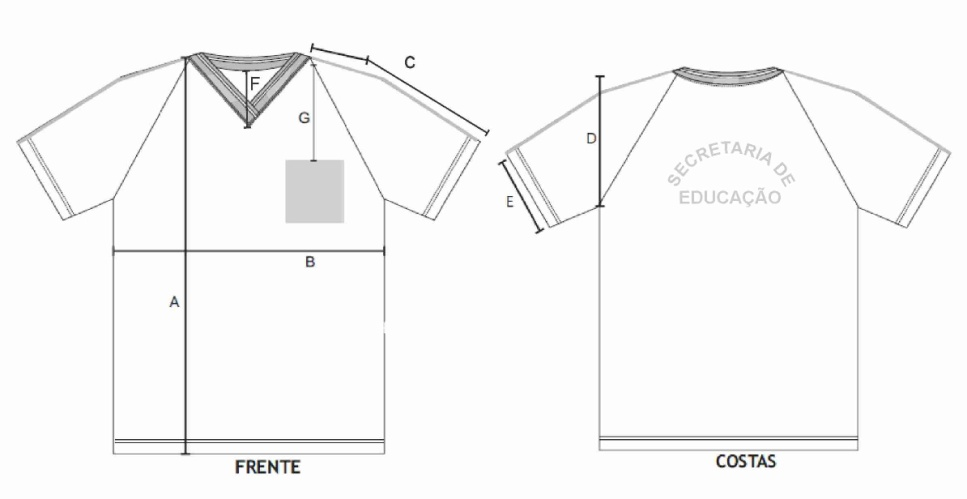 C
F
G
D
SECRETARIA DE
EDUCAÇÃO
E
B
A
FRENTE
COSTAS